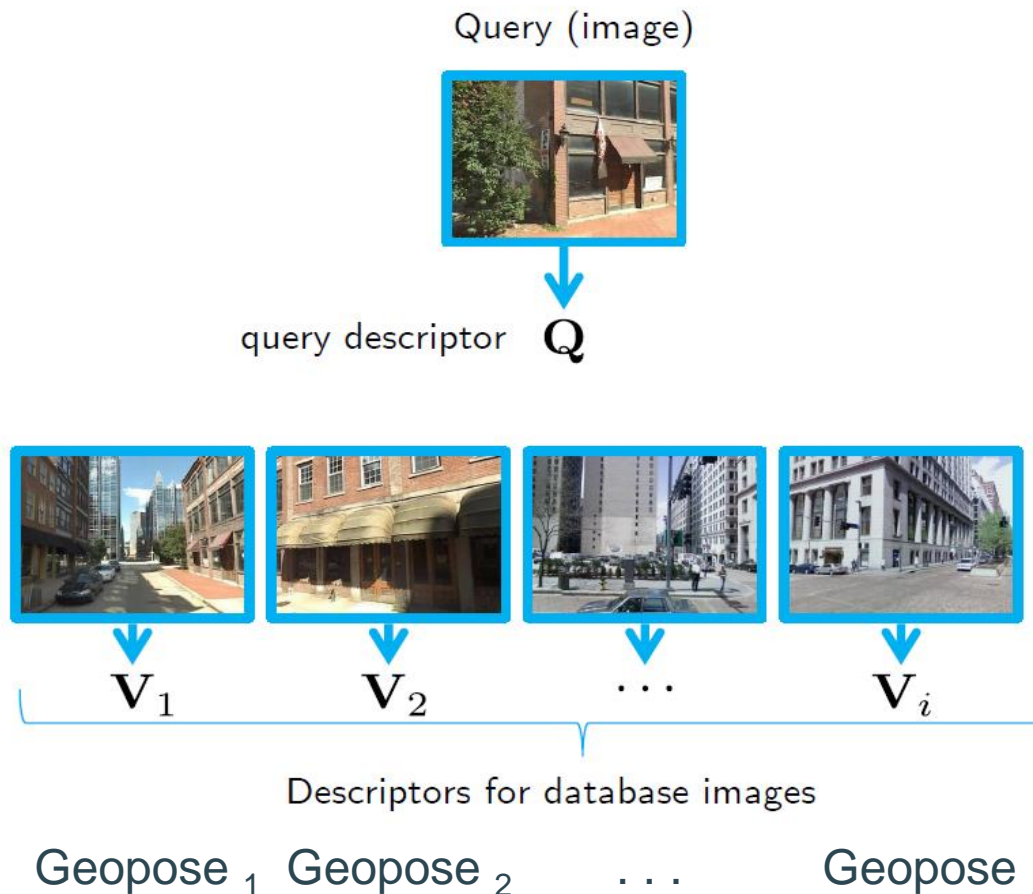 Query (image)
query descriptor Q
V₁ V₂ ... Vᵢ
Descriptors for database images
Geopose ₁ Geopose ₂ ... Geopose